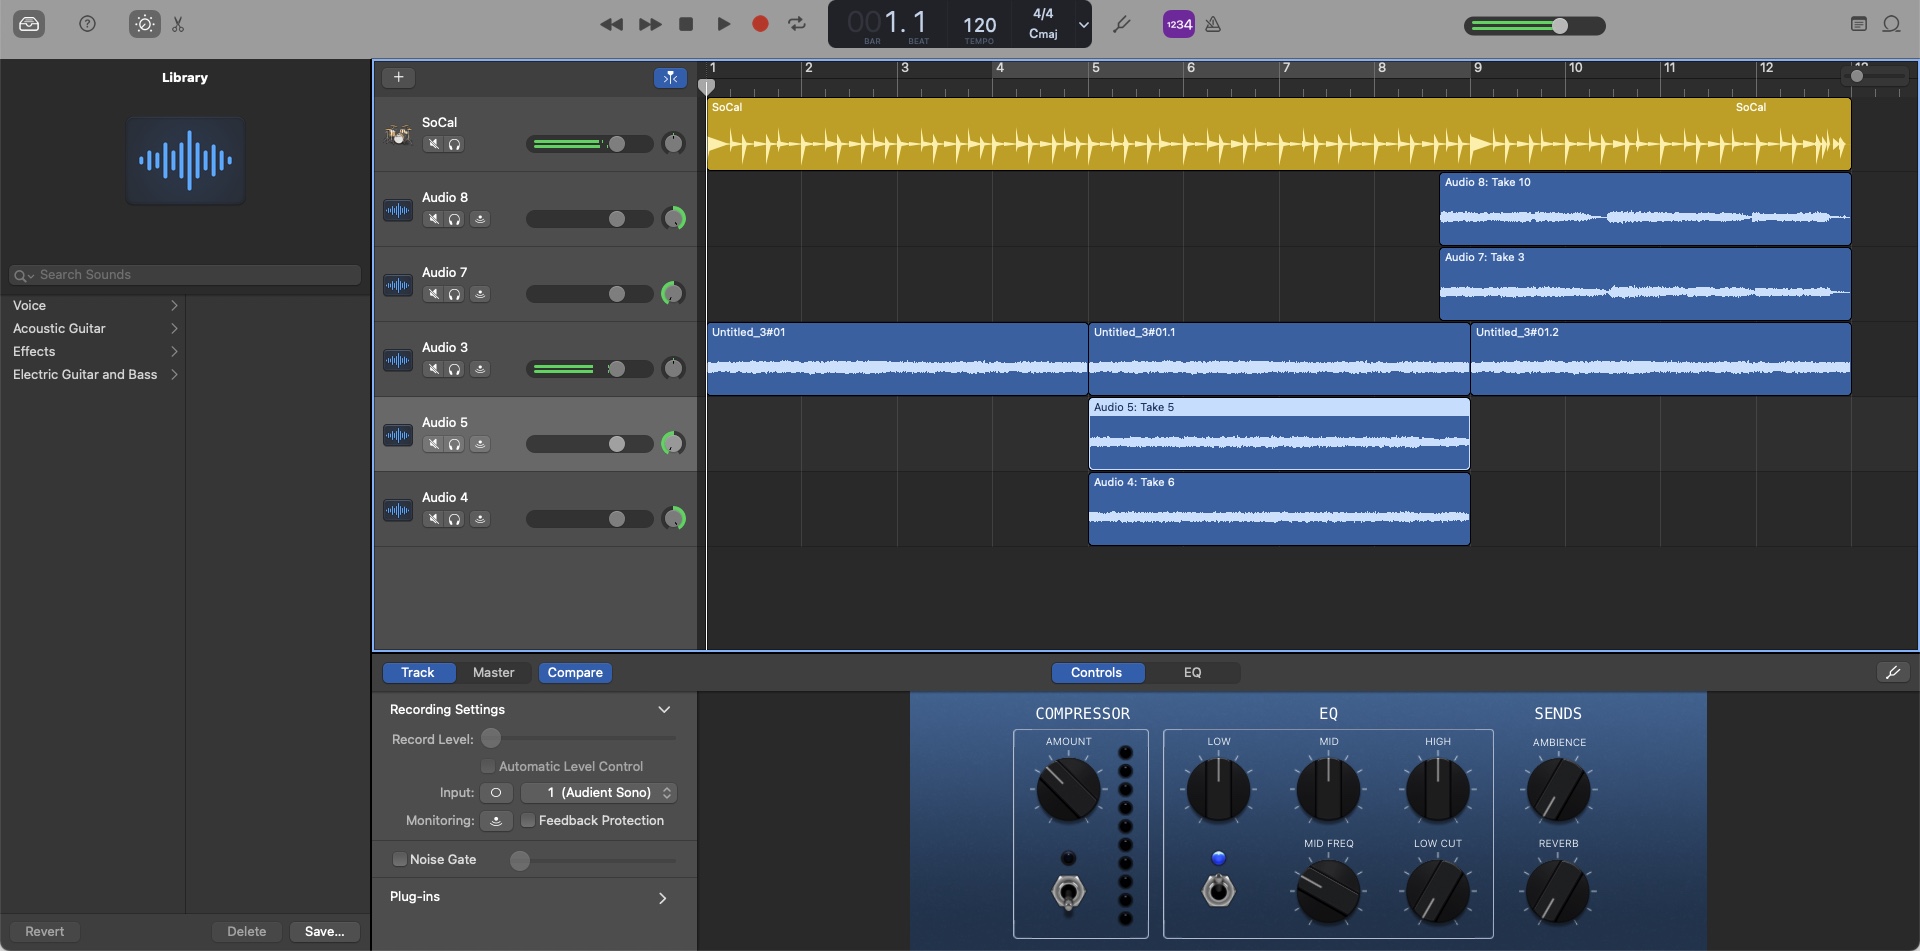 001. 1
BAR
BEAT
120
TEMPO
4/4
Cmaj
1234
Library
Search Sounds
Voice
Acoustic Guitar
Effects
Electric Guitar and Bass
Revert
Delete
Save...
+
1 2 3 4 5 6 7 8 9 10 11 12
SoCal
SoCal
SoCal
Audio 8
Audio 8: Take 10
Audio 7
Audio 7: Take 3
Audio 3
Untitled_3#01
Untitled_3#01.1
Untitled_3#01.2
Audio 5
Audio 5: Take 5
Audio 4
Audio 4: Take 6
Track
Master
Compare
Controls
EQ
Recording Settings
Record Level:
Automatic Level Control
Input:
1 (Audient Sono)
Monitoring:
Feedback Protection
Noise Gate
Plug-ins
COMPRESSOR
AMOUNT
EQ
LOW
MID
HIGH
MID FREQ
LOW CUT
SENDS
AMBIENCE
REVERB